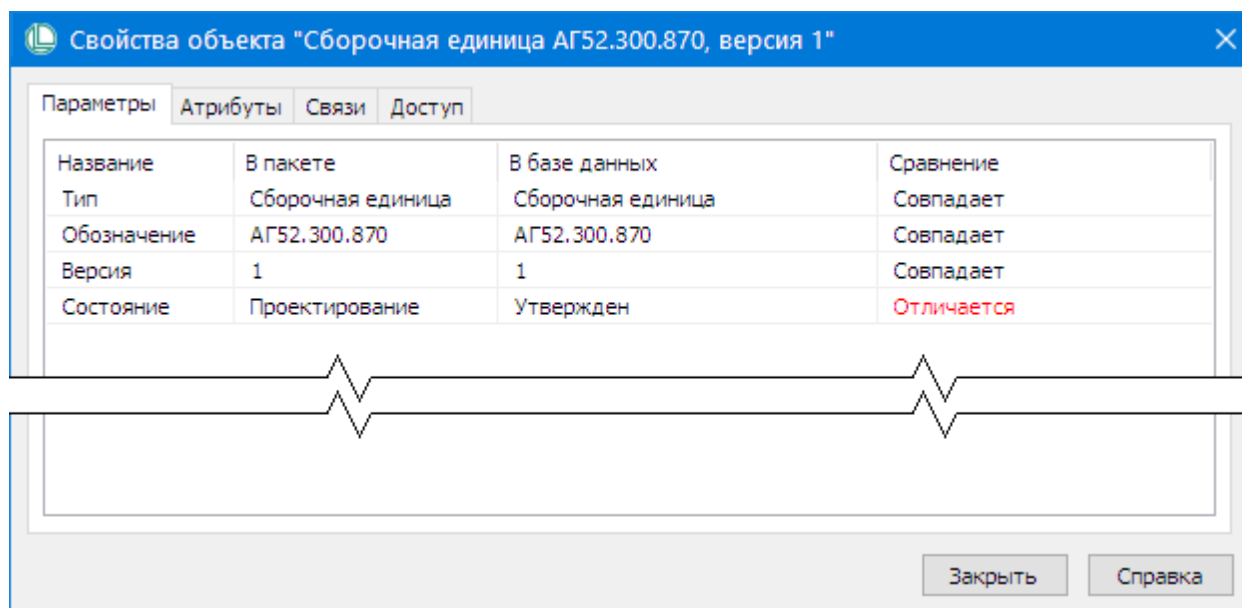 Свойства объекта "Сборочная единица АГ52.300.870, версия 1"
Параметры Атрибуты Связи Доступ
Название В пакете В базе данных Сравнение
Тип Сборочная единица Сборочная единица Совпадает
Обозначение АГ52.300.870 АГ52.300.870 Совпадает
Версия 1 1 Совпадает
Состояние Проектирование Утвержден Отличается
Закрыть Справка